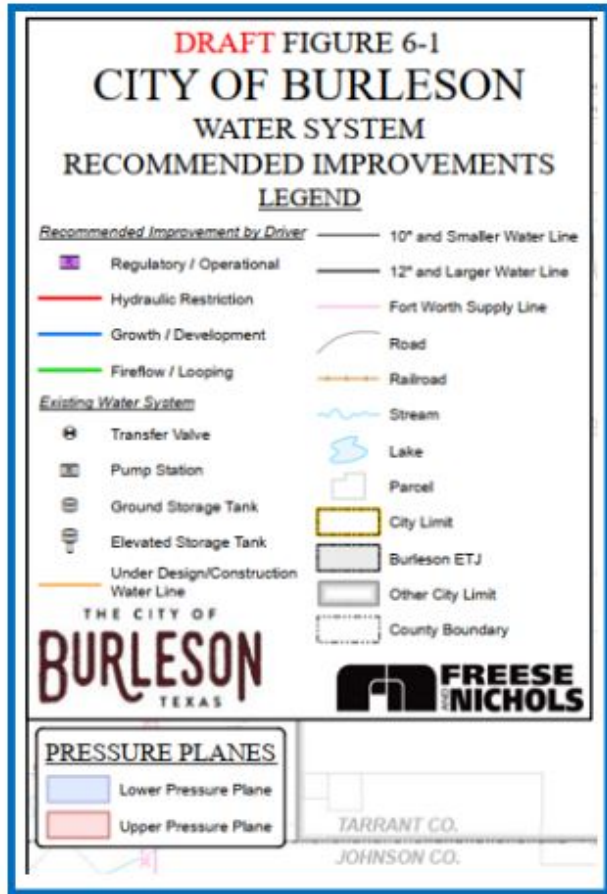 DRAFT FIGURE 6-1
CITY OF BURLESON
WATER SYSTEM
RECOMMENDED IMPROVEMENTS
LEGEND
Recommended Improvement by Driver
Regulatory / Operational
Hydraulic Restriction
Growth / Development
Fireflow / Looping
Existing Water System
Transfer Valve
Pump Station
Ground Storage Tank
Elevated Storage Tank
Under Design/Construction
Water Line
10" and Smaller Water Line
12" and Larger Water Line
Fort Worth Supply Line
Road
Railroad
Stream
Lake
Parcel
City Limit
Burleson ETJ
Other City Limit
County Boundary
THE CITY OF
BURLESON
TEXAS
FREESE
AND NICHOLS
PRESSURE PLANES
Lower Pressure Plane
Upper Pressure Plane
TARRANT CO.
JOHNSON CO.